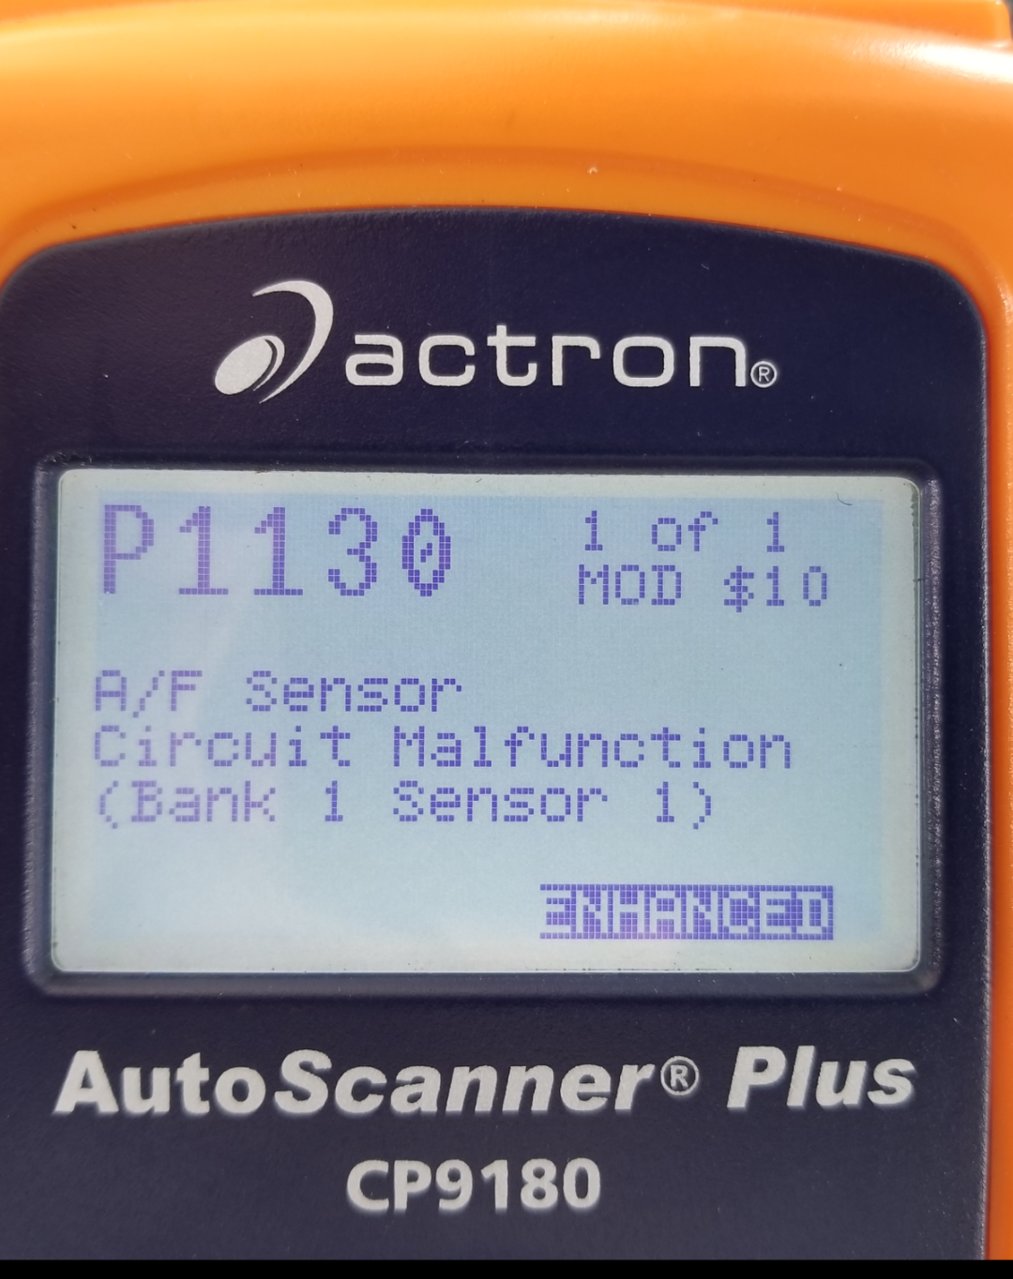 actron®
P1130 1 of 1
MOD $10
A/F Sensor
Circuit Malfunction
(Bank 1 Sensor 1)
ENHANCED
AutoScanner® Plus
CP9180